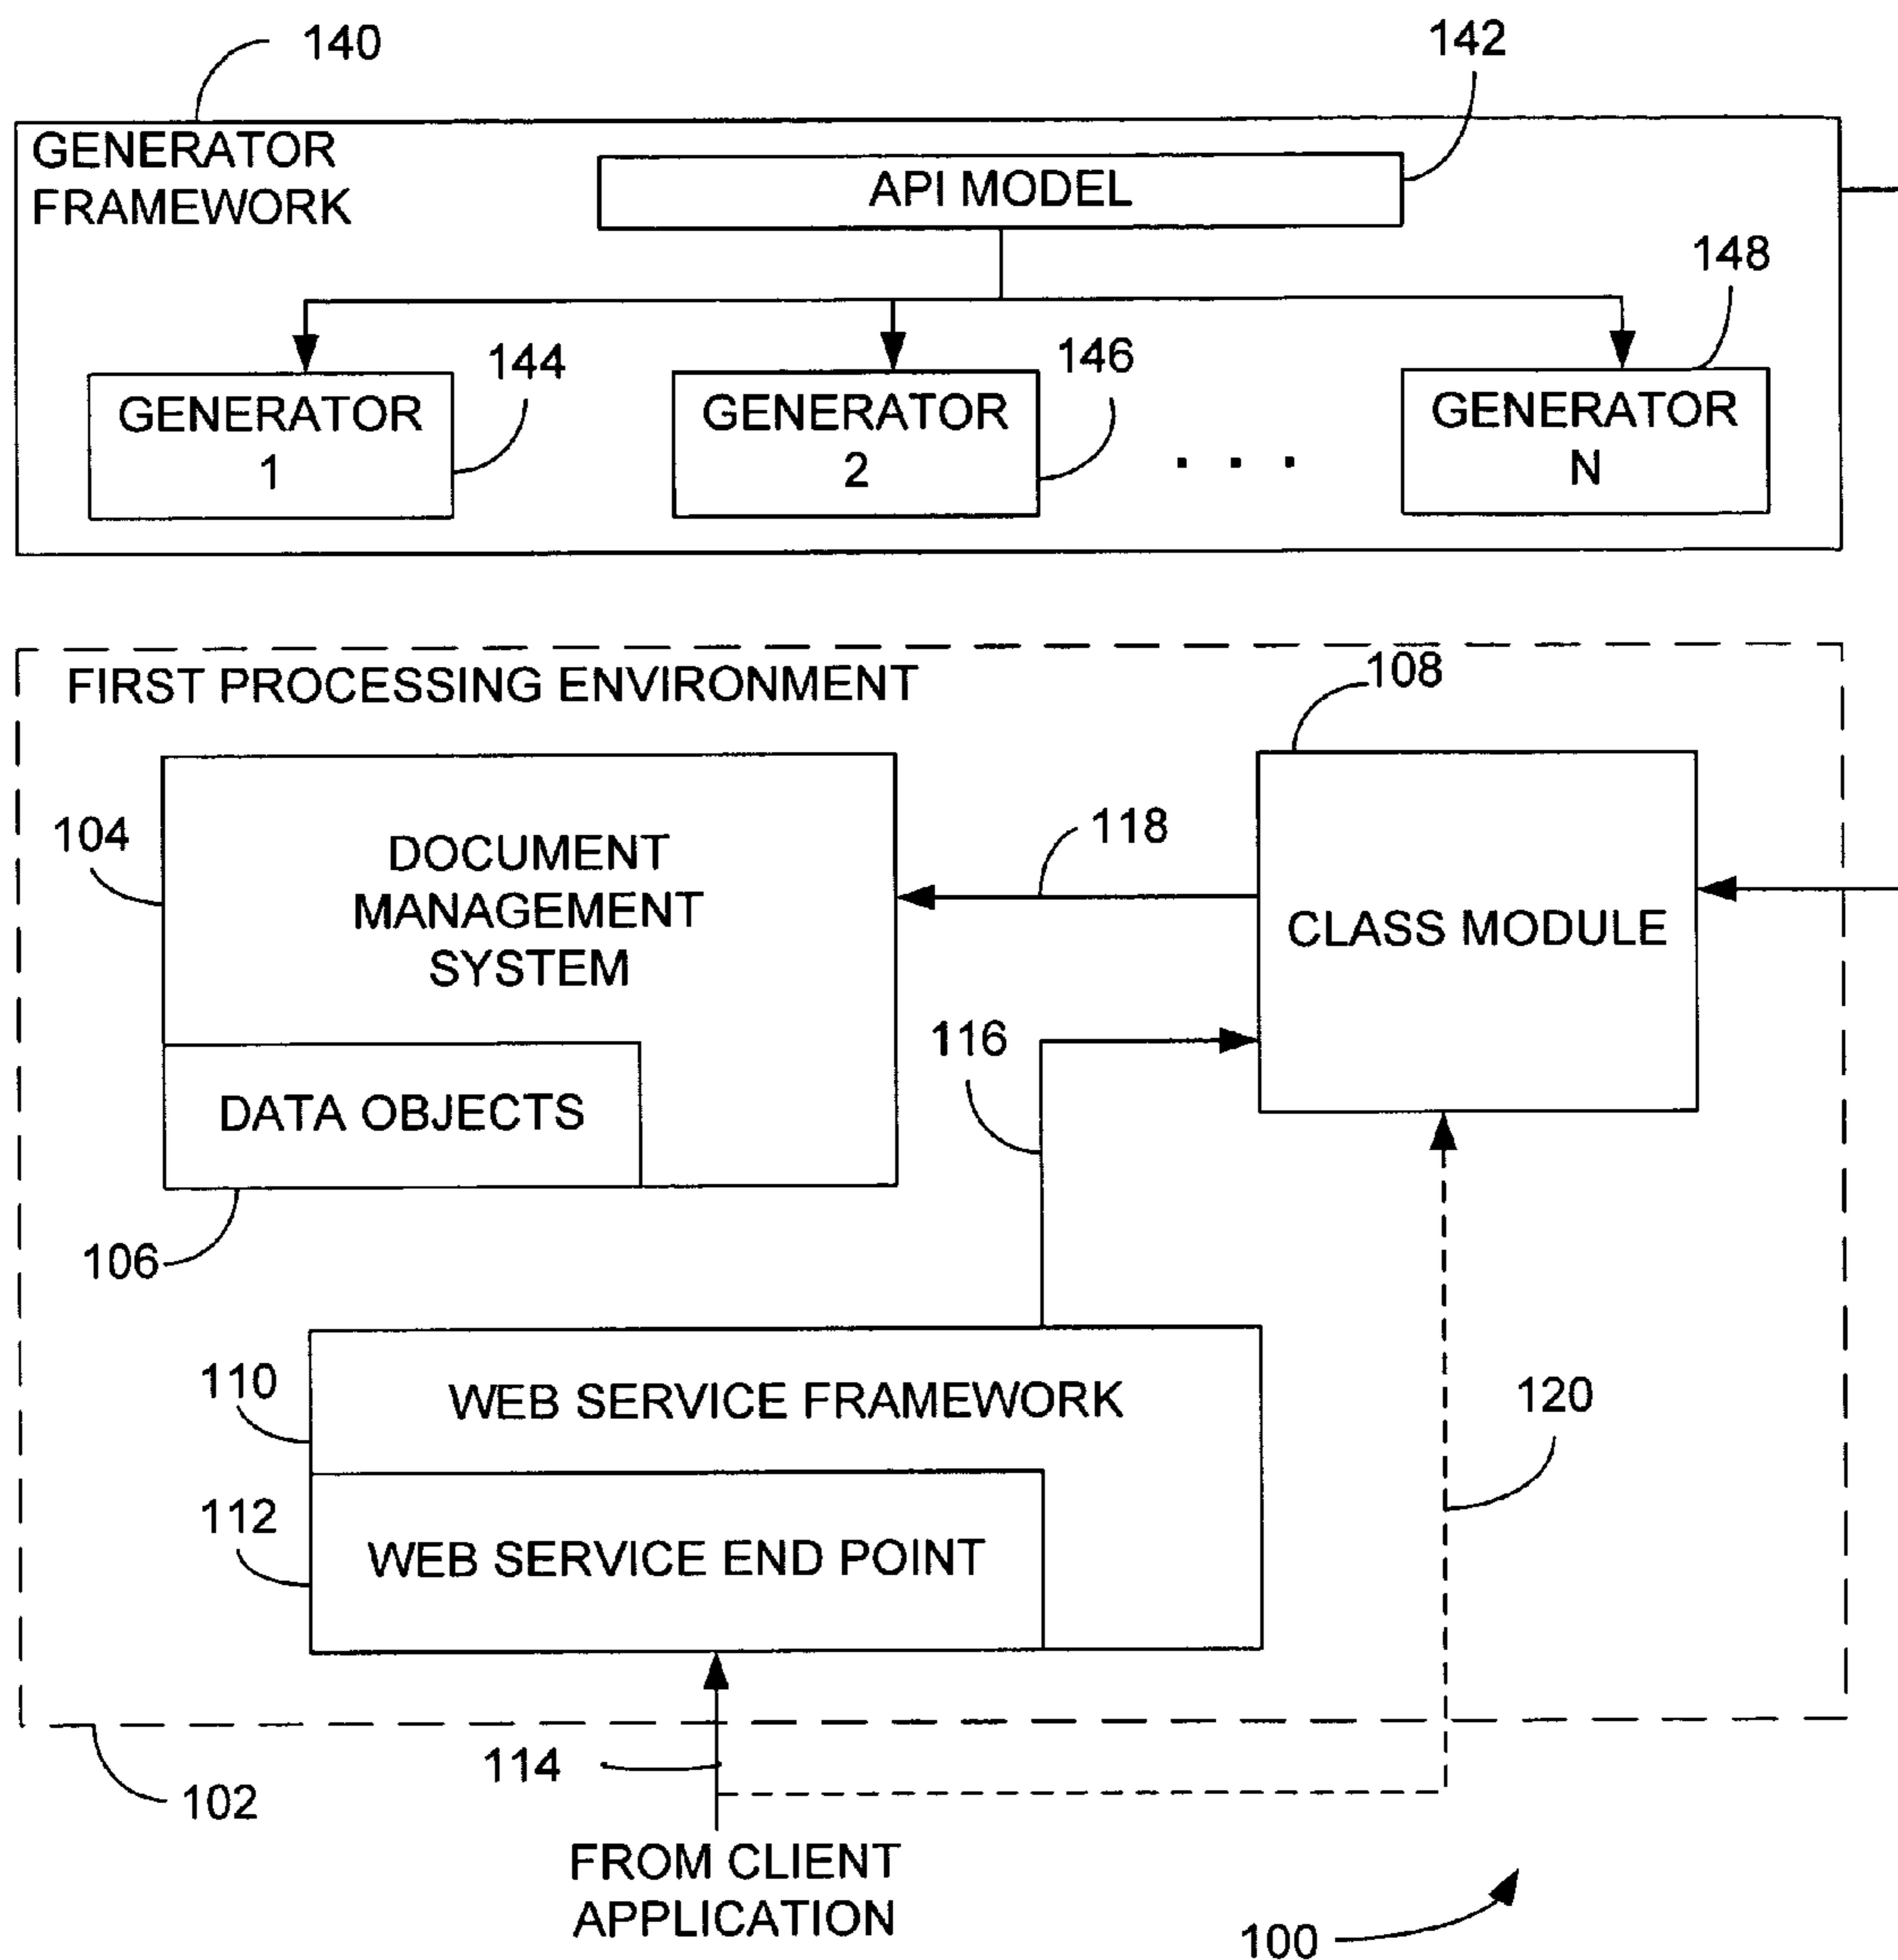 140
142
GENERATOR
FRAMEWORK
API MODEL
148
144
146
GENERATOR
1
GENERATOR
2
. . .
GENERATOR
N
FIRST PROCESSING ENVIRONMENT
108
104
118
DOCUMENT
MANAGEMENT
SYSTEM
CLASS MODULE
116
DATA OBJECTS
106
110
WEB SERVICE FRAMEWORK
120
112
WEB SERVICE END POINT
114
102
FROM CLIENT
APPLICATION
100